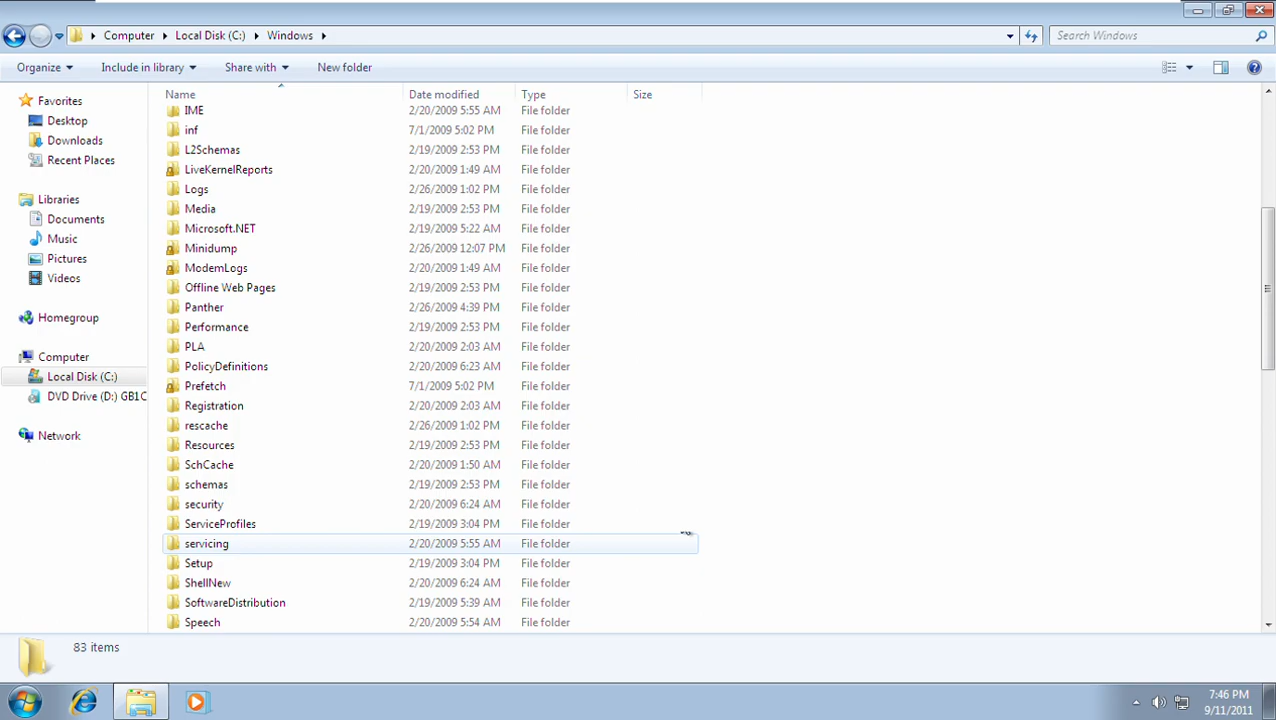 Computer Local Disk (C:) Windows Search Windows
Organize Include in library Share with New folder
Name Date modified Type Size
Favorites
Desktop
Downloads
Recent Places
Libraries
Documents
Music
Pictures
Videos
Homegroup
Computer
Local Disk (C:)
DVD Drive (D:) GB1C
Network
IME 2/20/2009 5:55 AM File folder
inf 7/1/2009 5:02 PM File folder
L2Schemas 2/19/2009 2:53 PM File folder
LiveKernelReports 2/20/2009 1:49 AM File folder
Logs 2/26/2009 1:02 PM File folder
Media 2/19/2009 2:53 PM File folder
Microsoft.NET 2/19/2009 5:22 AM File folder
Minidump 2/26/2009 12:07 PM File folder
ModemLogs 2/20/2009 1:49 AM File folder
Offline Web Pages 2/19/2009 2:53 PM File folder
Panther 2/26/2009 4:39 PM File folder
Performance 2/19/2009 2:53 PM File folder
PLA 2/20/2009 2:03 AM File folder
PolicyDefinitions 2/20/2009 6:23 AM File folder
Prefetch 7/1/2009 5:02 PM File folder
Registration 2/20/2009 2:03 AM File folder
rescache 2/26/2009 1:02 PM File folder
Resources 2/19/2009 2:53 PM File folder
SchCache 2/20/2009 1:50 AM File folder
schemas 2/19/2009 2:53 PM File folder
security 2/20/2009 6:24 AM File folder
ServiceProfiles 2/19/2009 3:04 PM File folder
servicing 2/20/2009 5:55 AM File folder
Setup 2/19/2009 3:04 PM File folder
ShellNew 2/20/2009 6:24 AM File folder
SoftwareDistribution 2/19/2009 5:39 AM File folder
Speech 2/20/2009 5:54 AM File folder
83 items
7:46 PM
9/11/2011